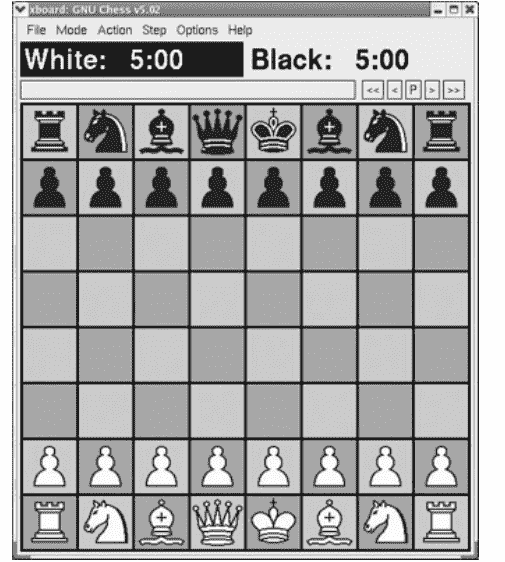 xboard: GNU Chess v5.02
File Mode Action Step Options Help
White: 5:00 Black: 5:00
<< < P > >>